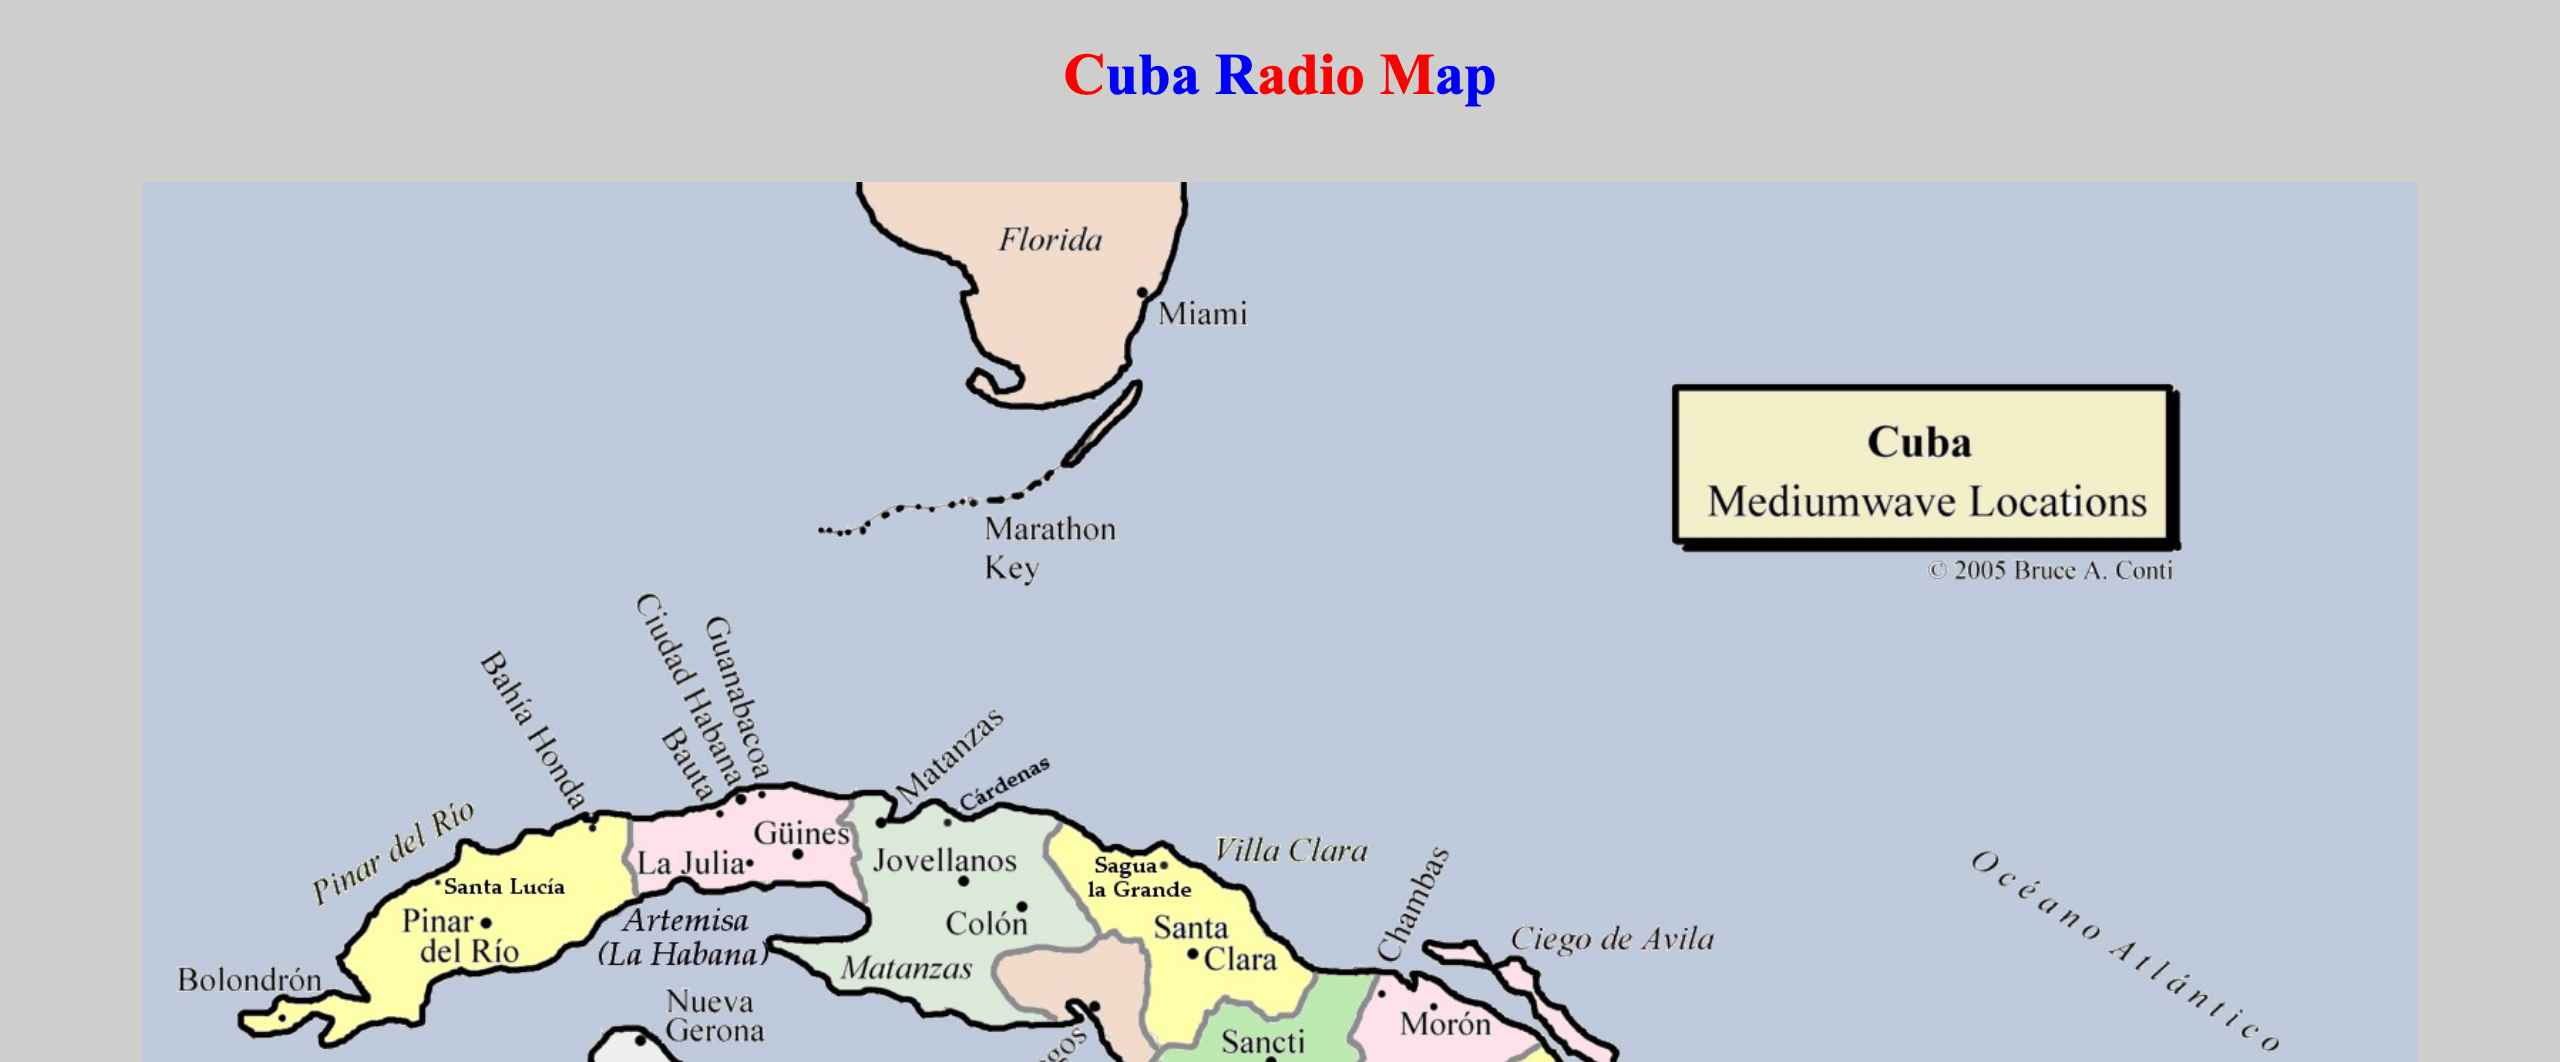 Cuba Radio Map
Florida
Miami
Cuba
Mediumwave Locations
© 2005 Bruce A. Conti
Marathon
Key
Bahía Honda
Ciudad Habana
Guanabacoa
Bauta
Matanzas
Cárdenas
Pinar del Río
Güines
La Julia
Jovellanos
Villa Clara
Sagua
la Grande
Santa Lucía
Pinar
del Río
Artemisa
(La Habana)
Colón
Santa
Clara
Chambas
Ciego de Avila
Océano Atlántico
Matanzas
Bolondrón
Nueva
Gerona
Morón
Sancti
gos